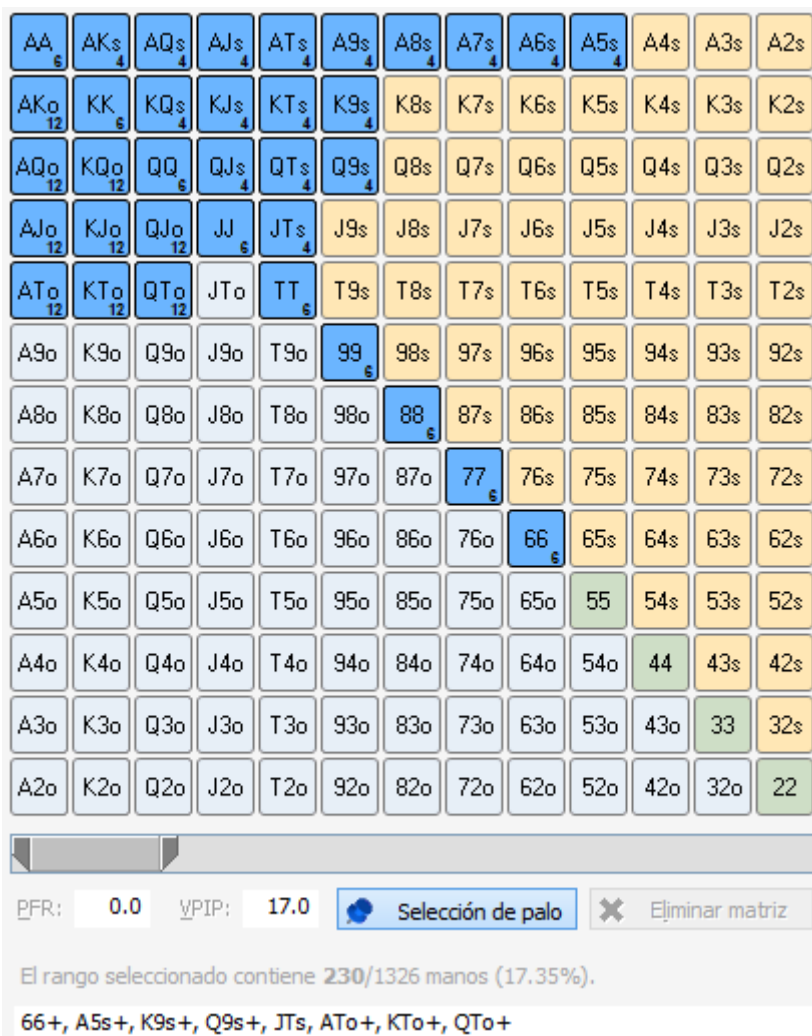 AA 6 AKs 4 AQs 4 AJs 4 ATs 4 A9s 4 A8s 4 A7s 4 A6s 4 A5s 4 A4s A3s A2s
AKo 12 KK 6 KQs 4 KJs 4 KTs 4 K9s 4 K8s K7s K6s K5s K4s K3s K2s
AQo 12 KQo 12 QQ 6 QJs 4 QTs 4 Q9s 4 Q8s Q7s Q6s Q5s Q4s Q3s Q2s
AJo 12 KJo 12 QJo 12 JJ 6 JTs 4 J9s J8s J7s J6s J5s J4s J3s J2s
ATo 12 KTo 12 QTo 12 JTo TT 6 T9s T8s T7s T6s T5s T4s T3s T2s
A9o K9o Q9o J9o T9o 99 6 98s 97s 96s 95s 94s 93s 92s
A8o K8o Q8o J8o T8o 98o 88 6 87s 86s 85s 84s 83s 82s
A7o K7o Q7o J7o T7o 97o 87o 77 6 76s 75s 74s 73s 72s
A6o K6o Q6o J6o T6o 96o 86o 76o 66 6 65s 64s 63s 62s
A5o K5o Q5o J5o T5o 95o 85o 75o 65o 55 54s 53s 52s
A4o K4o Q4o J4o T4o 94o 84o 74o 64o 54o 44 43s 42s
A3o K3o Q3o J3o T3o 93o 83o 73o 63o 53o 43o 33 32s
A2o K2o Q2o J2o T2o 92o 82o 72o 62o 52o 42o 32o 22
PFR: 0.0 VPIP: 17.0 Selección de palo Eliminar matriz
El rango seleccionado contiene 230/1326 manos (17.35%).
66+, A5s+, K9s+, Q9s+, JTs, ATo+, KTo+, QTo+